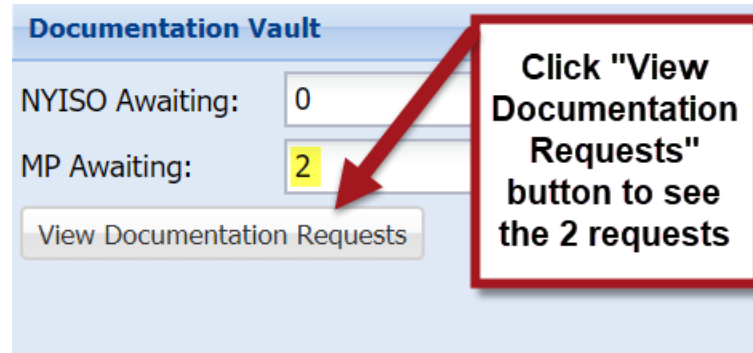 Documentation Vault
NYISO Awaiting: 0
MP Awaiting: 2
View Documentation Requests
Click "View
Documentation
Requests"
button to see
the 2 requests